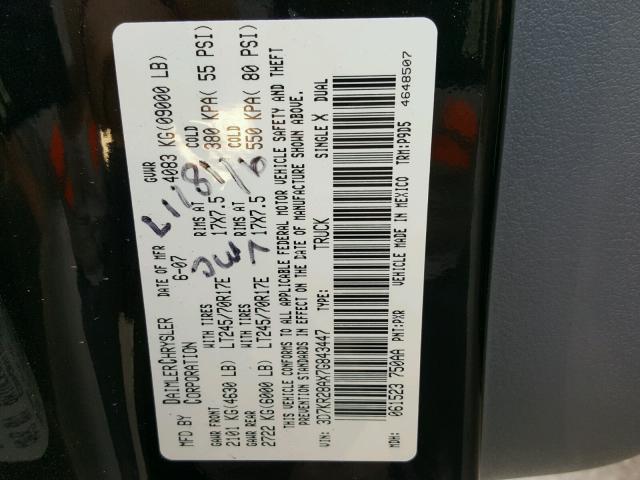 MFD BY DAIMLERCHRYSLER CORPORATION DATE OF MFR 6-07 GVWR 4083 KG(09000 LB)
GAWR FRONT WITH TIRES RIMS AT COLD
2101 KG(4630 LB) LT245/70R17E 17X7.5 380 KPA( 55 PSI)
GAWR REAR WITH TIRES RIMS AT COLD
2722 KG(6000 LB) LT245/70R17E 17X7.5 550 KPA( 80 PSI)
THIS VEHICLE CONFORMS TO ALL APPLICABLE FEDERAL MOTOR VEHICLE SAFETY AND THEFT
PREVENTION STANDARDS IN EFFECT ON THE DATE OF MANUFACTURE SHOWN ABOVE.
VIN: 3D7KR28AX7G843447 TYPE: TRUCK SINGLE X DUAL
MDH: 061523 750AA PNT: PXR VEHICLE MADE IN MEXICO TRM: P9D5
4648507